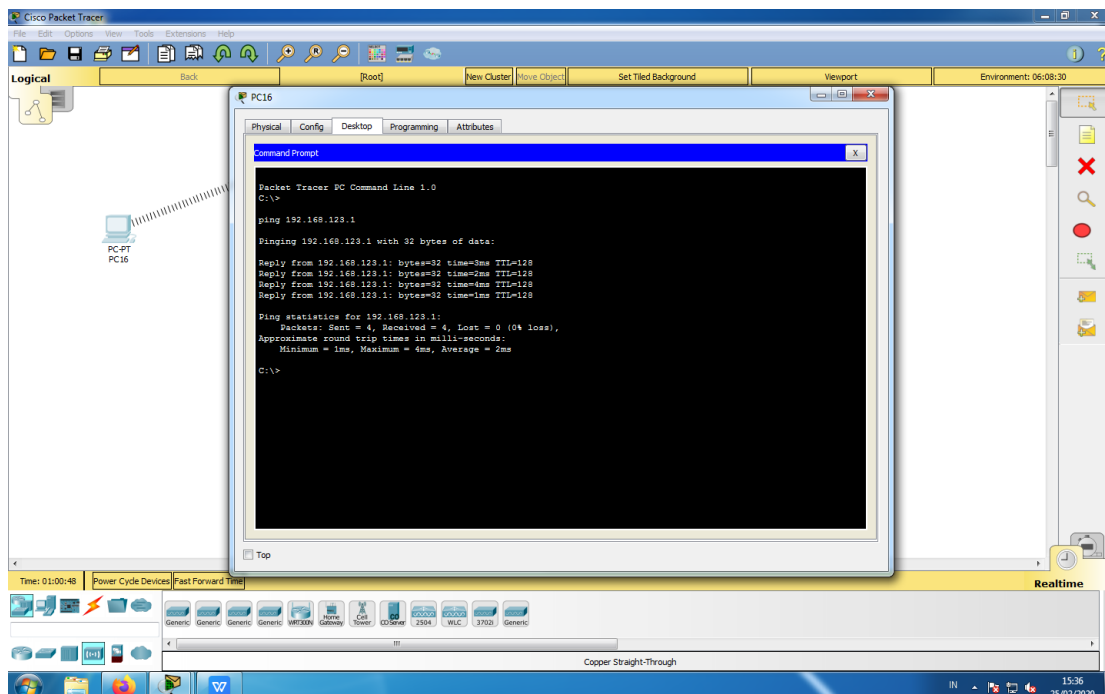 Cisco Packet Tracer
File Edit Options View Tools Extensions Help
Logical Back [Root] New Cluster Move Object Set Tiled Background Viewport Environment: 06:08:30
PC16
Physical Config Desktop Programming Attributes
Command Prompt X
Packet Tracer PC Command Line 1.0
C:\>
ping 192.168.123.1
Pinging 192.168.123.1 with 32 bytes of data:
Reply from 192.168.123.1: bytes=32 time=3ms TTL=128
Reply from 192.168.123.1: bytes=32 time=2ms TTL=128
Reply from 192.168.123.1: bytes=32 time=4ms TTL=128
Reply from 192.168.123.1: bytes=32 time=1ms TTL=128
Ping statistics for 192.168.123.1:
Packets: Sent = 4, Received = 4, Lost = 0 (0% loss),
Approximate round trip times in milli-seconds:
Minimum = 1ms, Maximum = 4ms, Average = 2ms
C:\>
PC-PT
PC16
Top
Time: 01:00:48 Power Cycle Devices Fast Forward Time Realtime
Generic Generic Generic Generic WRT300N Home Gateway Cell Tower CO Server 2504 WLC 3702i Generic
Copper Straight-Through
IN 15:36
25/02/2020